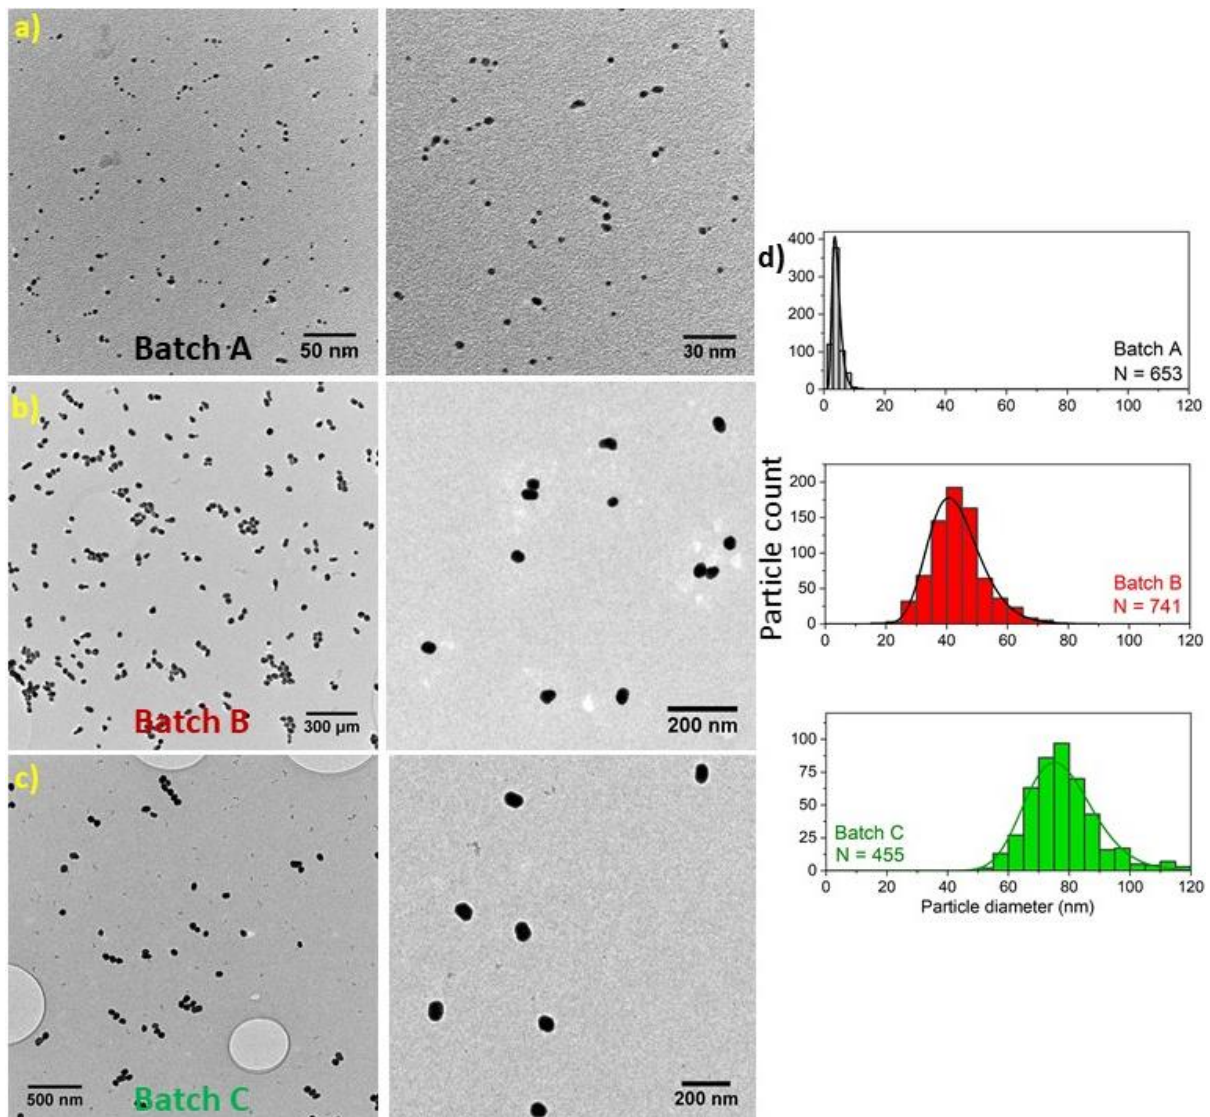 a)
Batch A
50 nm
30 nm
b)
Batch B
300 µm
200 nm
c)
Batch C
500 nm
200 nm
d)
Particle count
400
300
200
100
0
Batch A
N = 653
0 20 40 60 80 100 120
200
150
100
50
0
Batch B
N = 741
0 20 40 60 80 100 120
100
75
50
25
0
Batch C
N = 455
0 20 40 60 80 100 120
Particle diameter (nm)